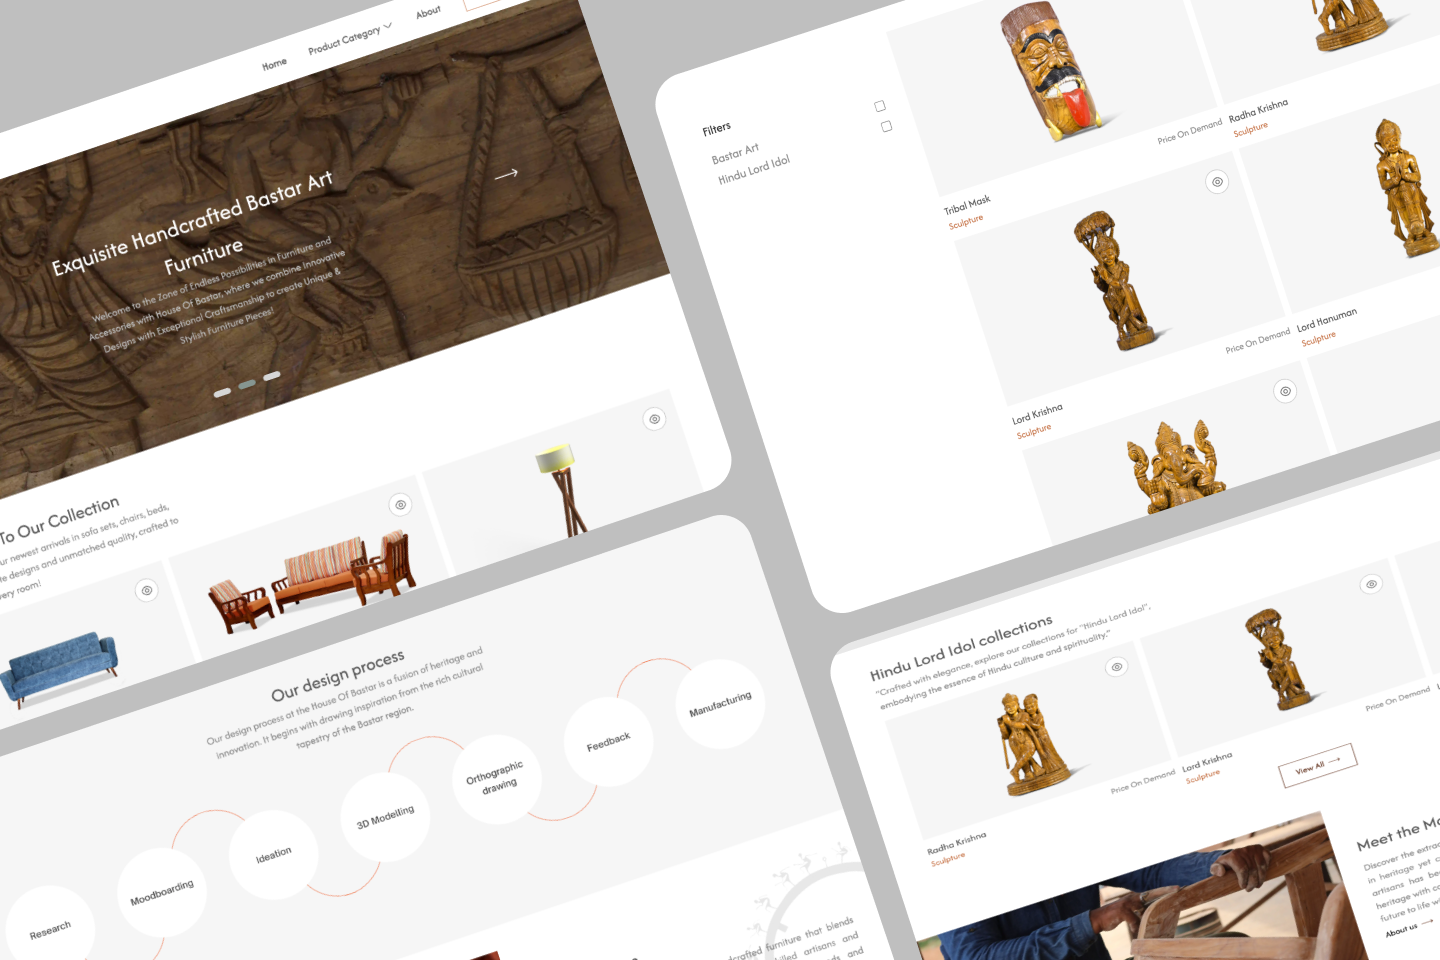 Home
Product Category
About
Exquisite Handcrafted Bastar Art
Furniture
Welcome to the Zone of Endless Possibilities in Furniture and
Accessories with House Of Bastar, where we combine Innovative
Designs with Exceptional Craftsmanship to create Unique &
Stylish Furniture Pieces!
To Our Collection
ur newest arrivals in sofa sets, chairs, beds,
te designs and unmatched quality, crafted to
very room!
Filters
Bastar Art
Hindu Lord Idol
Tribal Mask
Sculpture
Price On Demand
Radha Krishna
Sculpture
Lord Krishna
Sculpture
Price On Demand
Lord Hanuman
Sculpture
Our design process
Our design process at the House Of Bastar is a fusion of heritage and
innovation. It begins with drawing inspiration from the rich cultural
tapestry of the Bastar region.
Research
Moodboarding
Ideation
3D Modelling
Orthographic
drawing
Feedback
Manufacturing
dcrafted furniture that blends
illed artisans and
ds and
Hindu Lord Idol collections
"Crafted with elegance, explore our collections for "Hindu Lord Idol",
embodying the essence of Hindu culllture and spirituality."
Radha Krishna
Sculpture
Price On Demand
Lord Krishna
Sculpture
Price On Demand
View All
Meet the Ma
Discover the extrac
in heritage yet c
artisans has be
heritage with co
future to life wi
About us